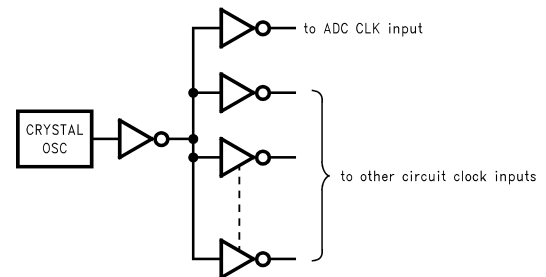 to ADC CLK input
CRYSTAL
OSC
to other circuit clock inputs